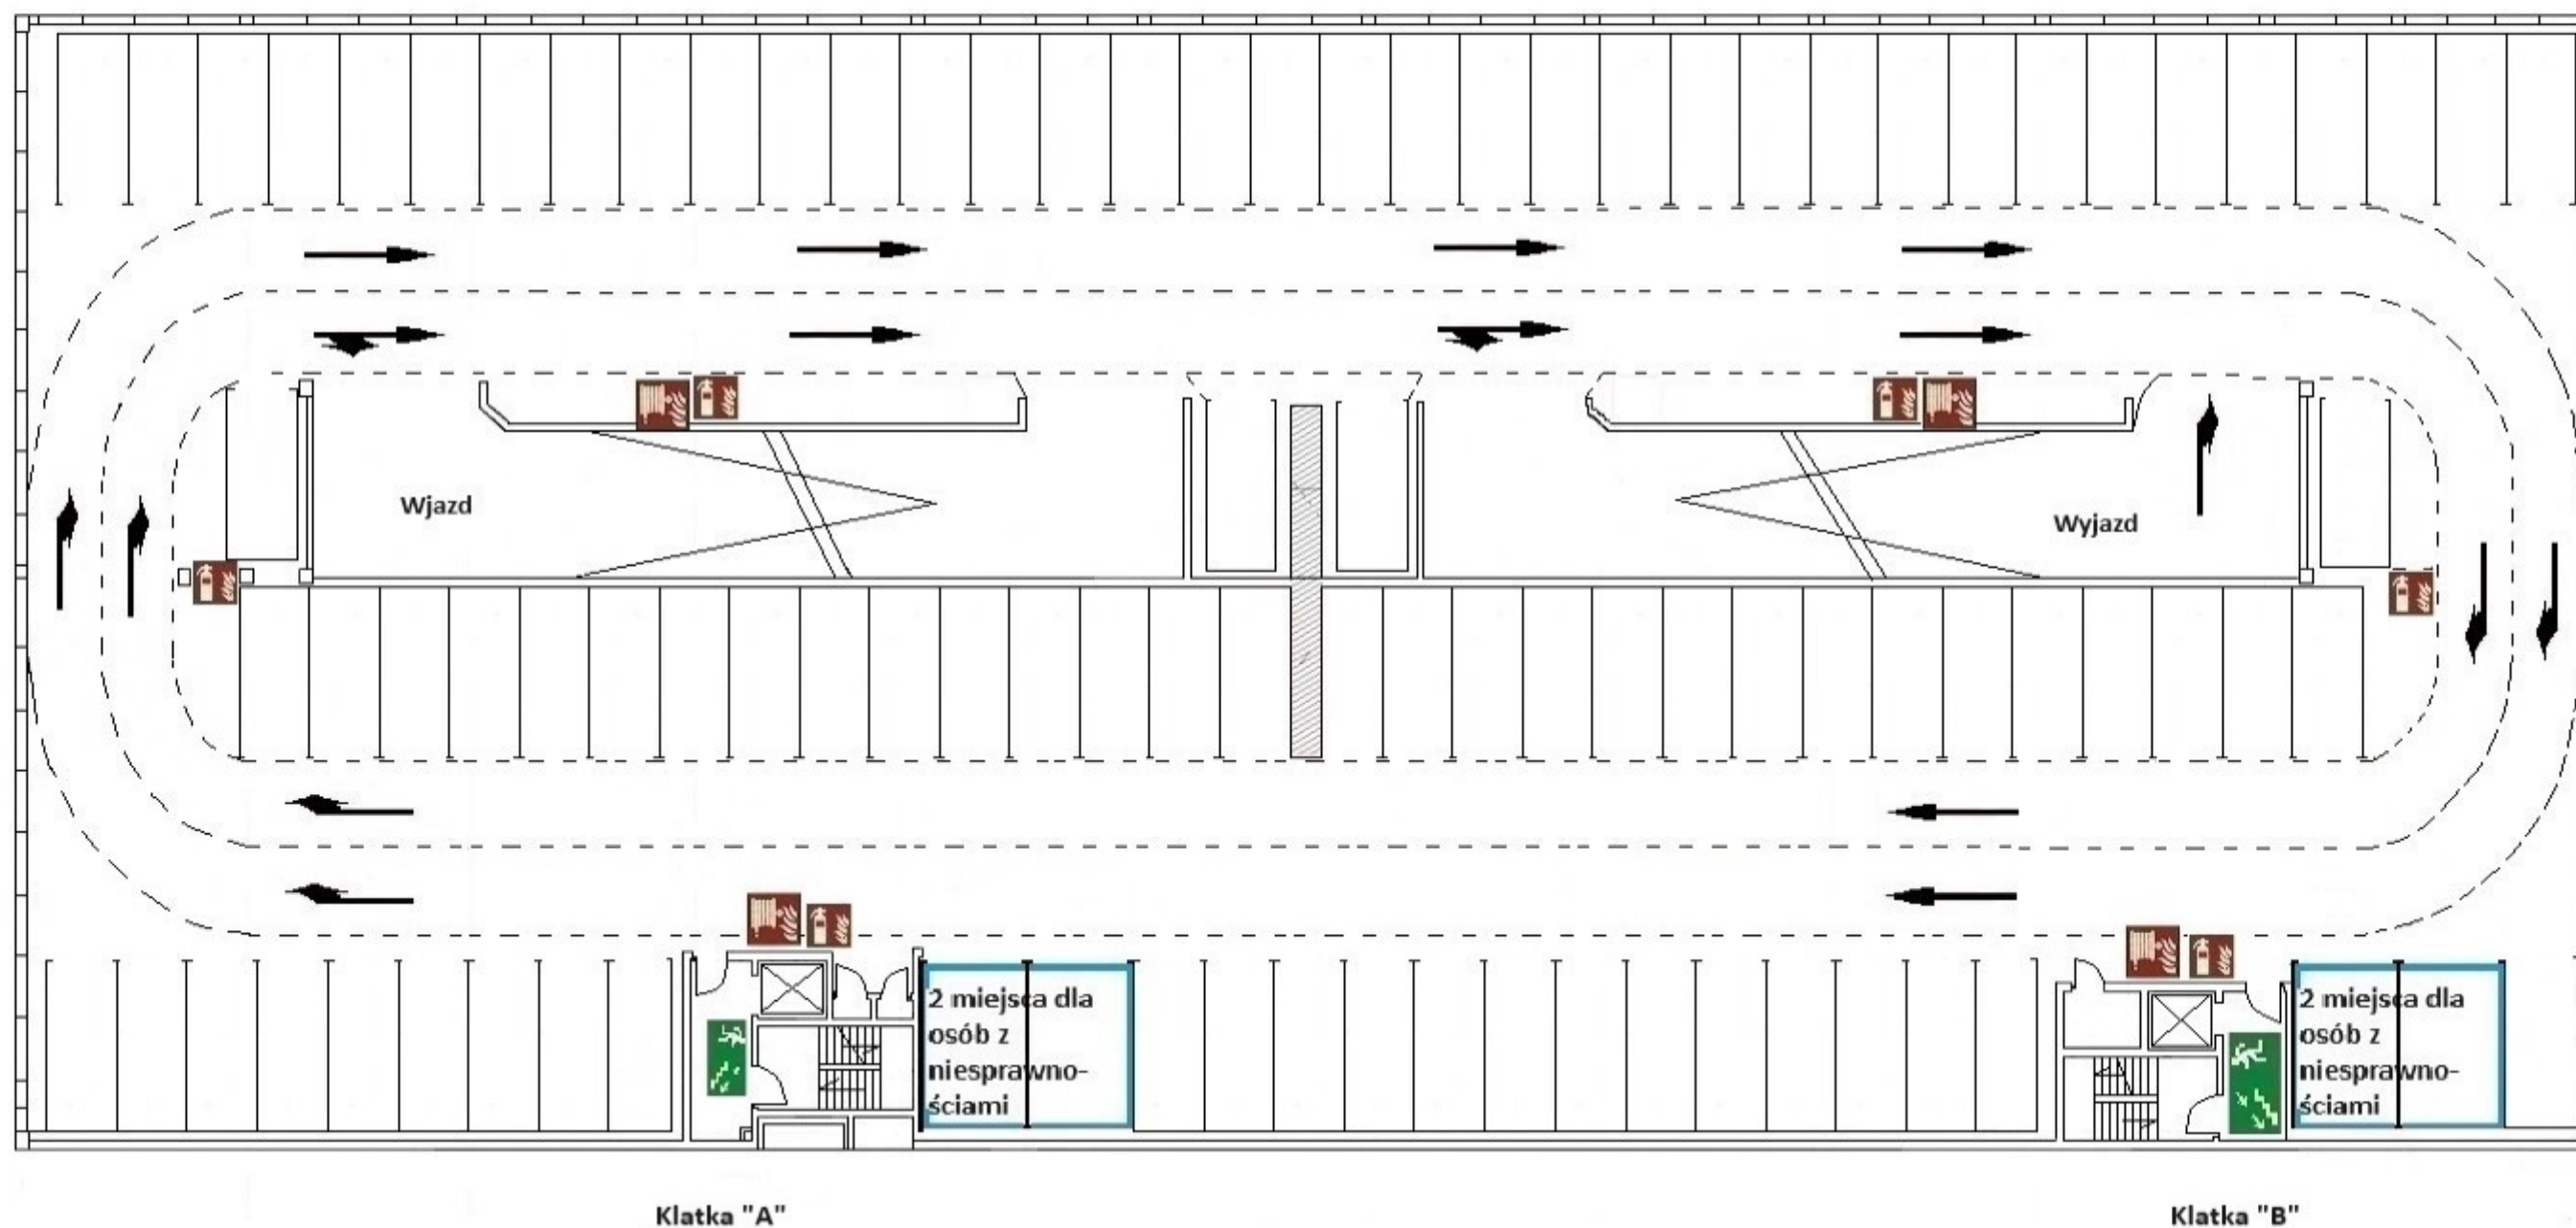 Wjazd
Wyjazd
2 miejsca dla
osób z
niesprawno-
ściami
2 miejsca dla
osób z
niesprawno-
ściami
Klatka "A"
Klatka "B"